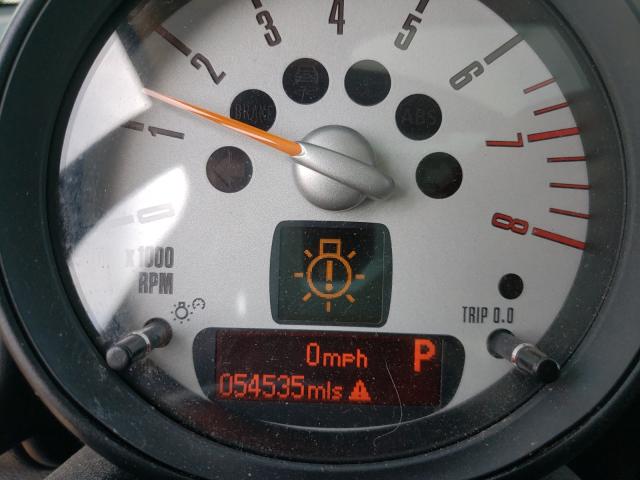 0
1
2
3
4
5
6
7
8
BRAKE
ABS
x1000
RPM
TRIP 0.0
0mph P
054535mls